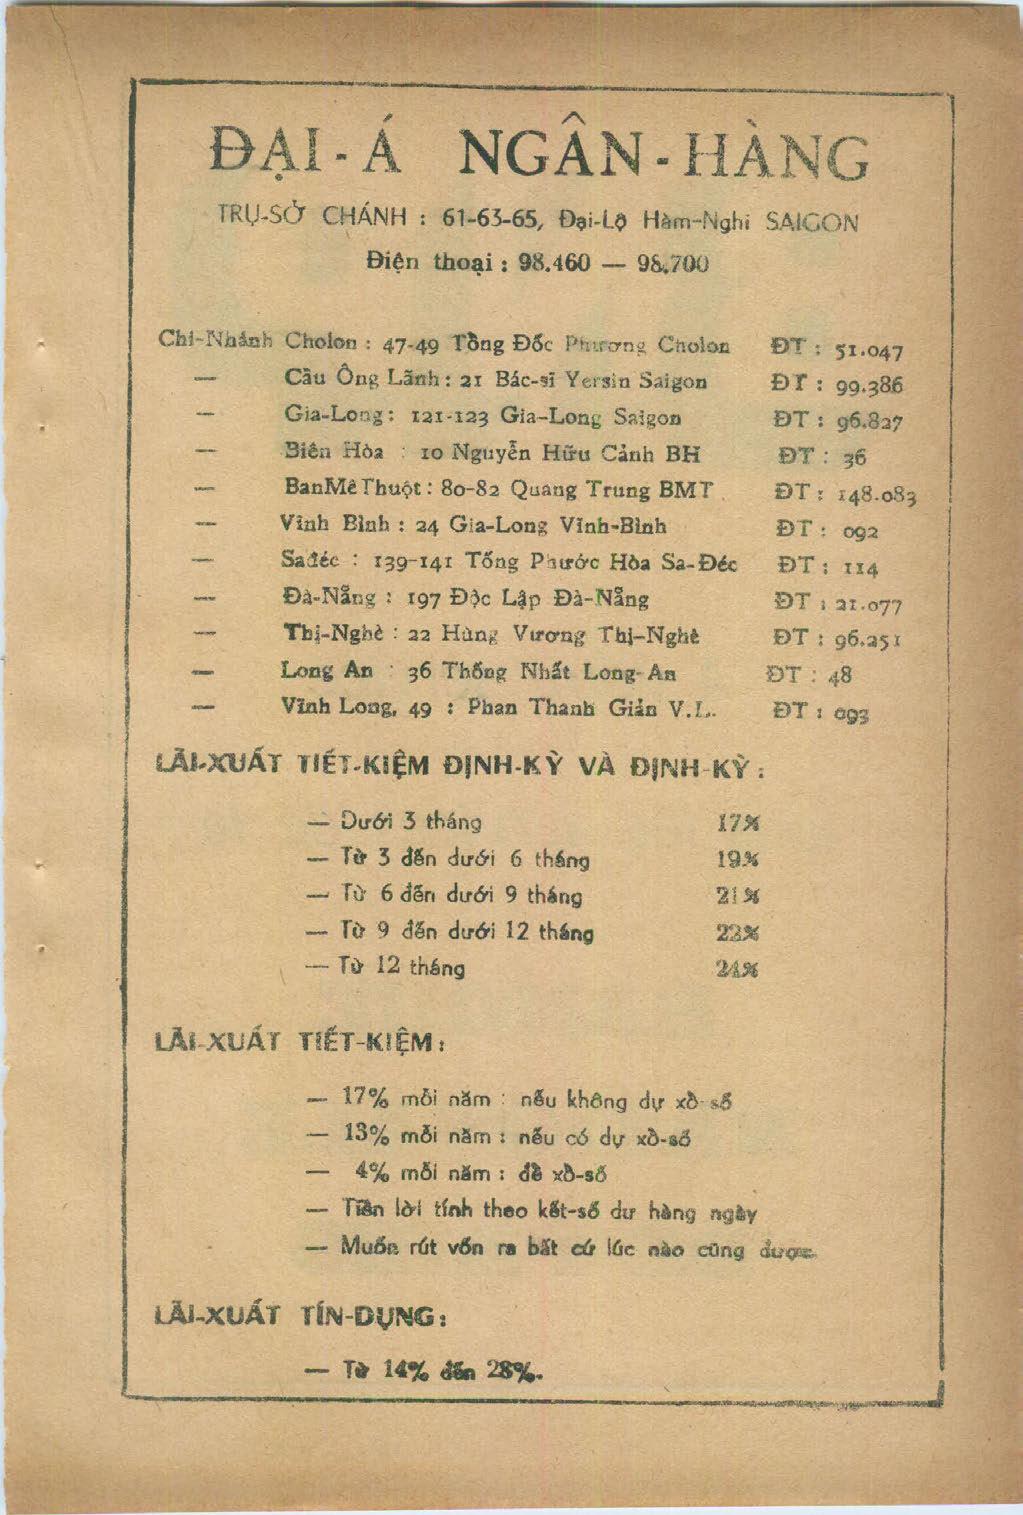 ĐẠI-Á NGÂN-HÀNG
TRỤ-SỞ CHÁNH : 61-63-65, Đại-Lộ Hàm-Nghi SAIGON
Điện thoại : 98.460 — 98.700
Chi-Nhánh Cholon : 47-49 Tổng Đốc Phương Cholon ĐT : 51.047
— Cầu Ông Lãnh : 21 Bác-sĩ Yersin Saigon ĐT : 99.386
— Gia-Long : 121-123 Gia-Long Saigon ĐT : 96.827
— Biên Hòa : 10 Nguyễn Hữu Cảnh BH ĐT : 36
— BanMêThuột : 80-82 Quang Trung BMT ĐT : 148.083
— Vĩnh Bình : 24 Gia-Long Vĩnh-Bình ĐT : 092
— Sađéc : 139-141 Tống Phước Hòa Sa-Đéc ĐT : 114
— Đà-Nẵng : 197 Độc Lập Đà-Nẵng ĐT : 21.077
— Thị-Nghè : 22 Hùng Vương Thị-Nghè ĐT : 96.251
— Long An : 36 Thống Nhất Long-An ĐT : 48
— Vĩnh Long, 49 : Phan Thanh Giản V.L. ĐT : 093
LÃI-XUẤT TIẾT-KIỆM ĐỊNH-KỲ VÀ ĐỊNH-KỲ :
— Dưới 3 tháng 17%
— Từ 3 đến dưới 6 tháng 19%
— Từ 6 đến dưới 9 tháng 21%
— Từ 9 đến dưới 12 tháng 22%
— Từ 12 tháng 24%
LÃI-XUẤT TIẾT-KIỆM :
— 17% mỗi năm : nếu không dự xổ-số
— 13% mỗi năm : nếu có dự xổ-số
— 4% mỗi năm : để xổ-số
— Tiền lời tính theo kết-số dư hàng ngày
— Muốn rút vốn ra bất cứ lúc nào cũng được.
LÃI-XUẤT TÍN-DỤNG :
— Từ 14% đến 28%.